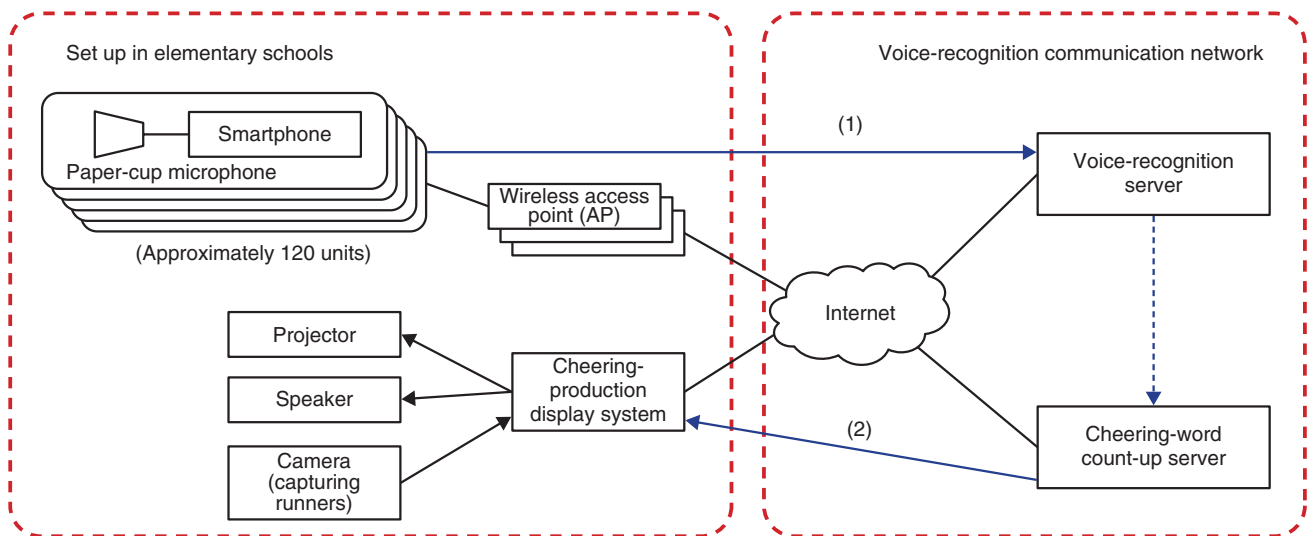 Set up in elementary schools
Voice-recognition communication network
Smartphone
Paper-cup microphone
(Approximately 120 units)
Wireless access
point (AP)
(1)
Voice-recognition
server
Internet
Projector
Speaker
Camera
(capturing
runners)
Cheering-
production
display system
(2)
Cheering-word
count-up server